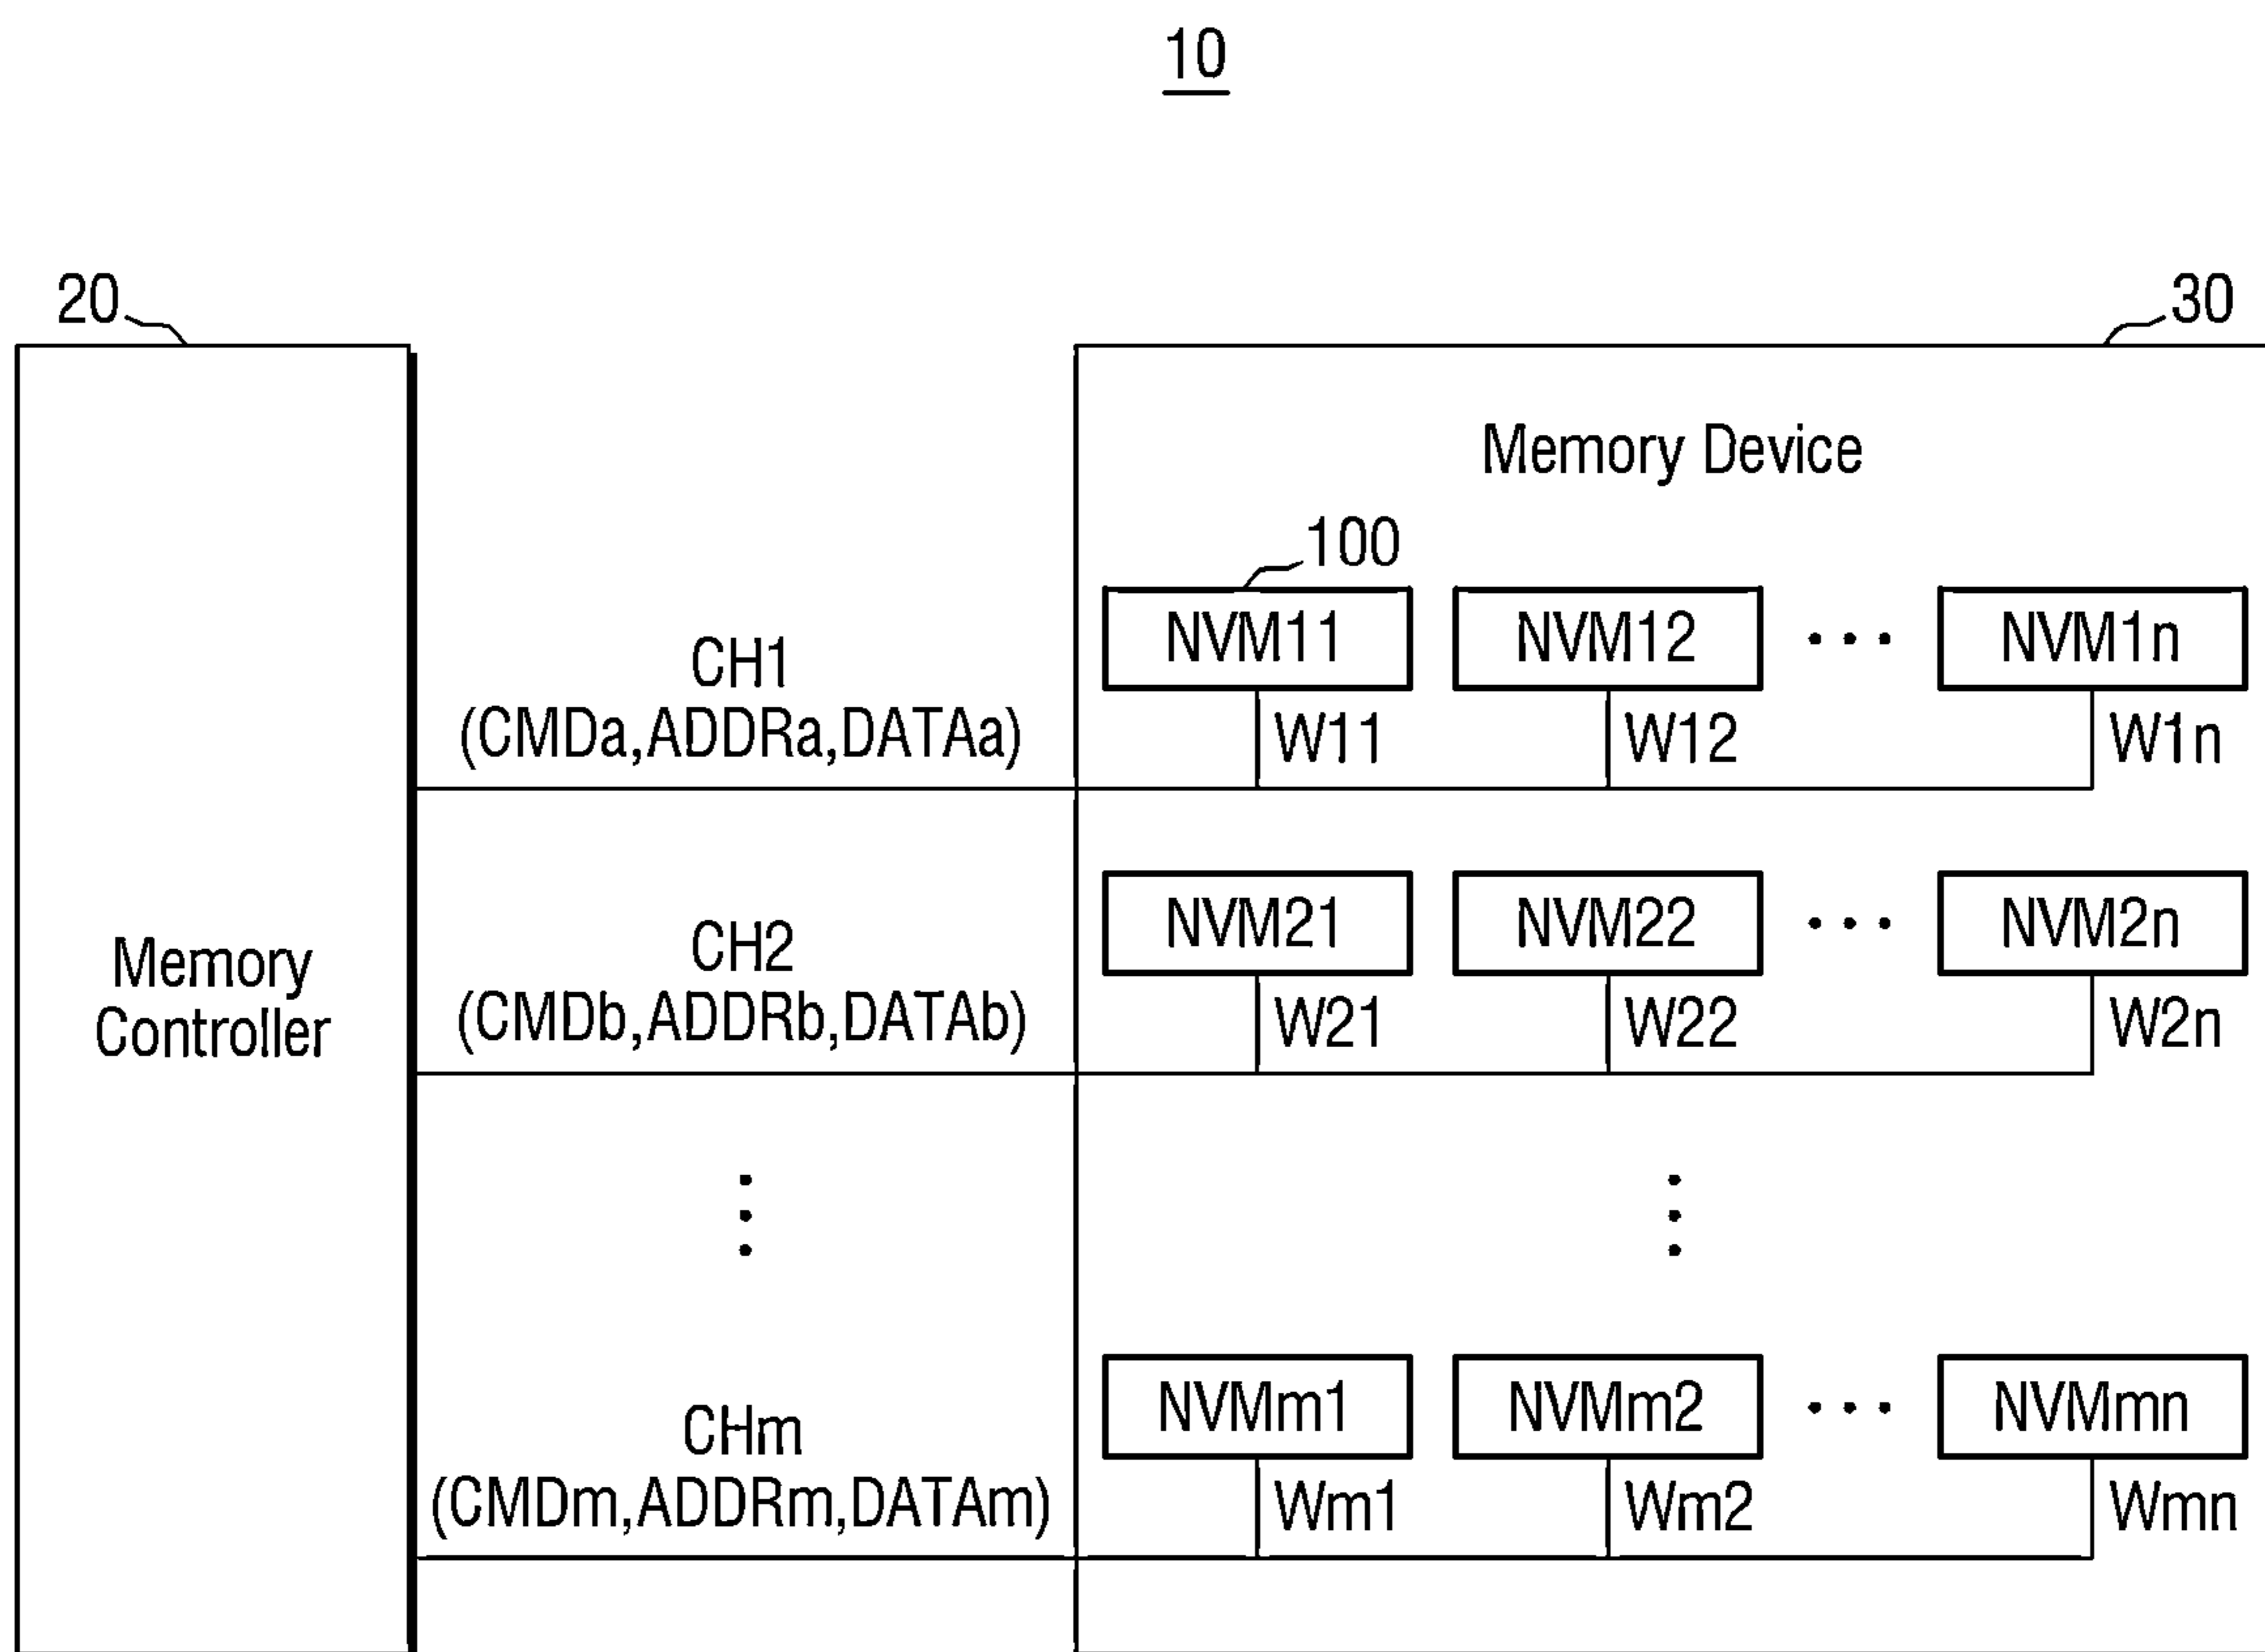 10
20
30
Memory Device
100
NVM11 NVM12 ... NVM1n
CH1
(CMDa,ADDRa,DATAa)
W11 W12 W1n
NVM21 NVM22 ... NVM2n
CH2
(CMDb,ADDRb,DATAb)
W21 W22 W2n
Memory
Controller
NVMm1 NVMm2 ... NVMmn
CHm
(CMDm,ADDRm,DATAm)
Wm1 Wm2 Wmn